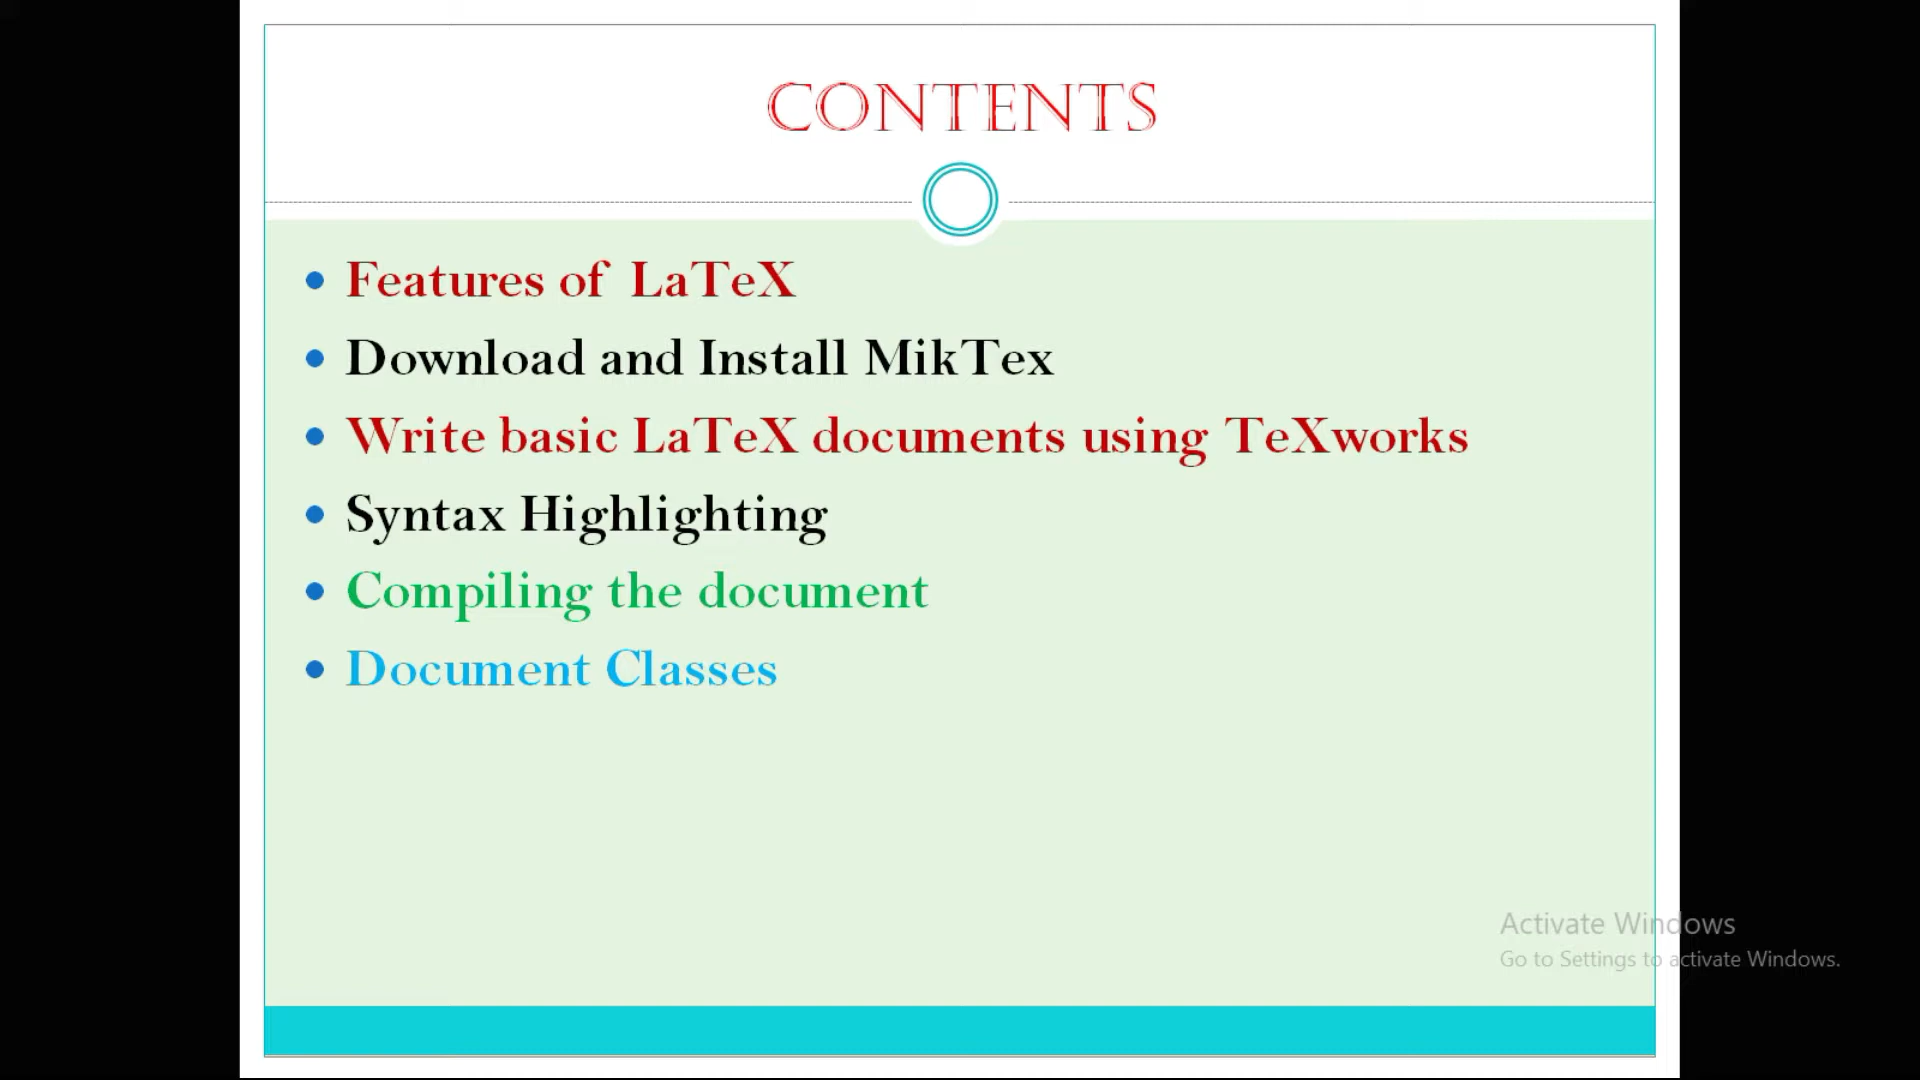 CONTENTS
Features of LaTeX
Download and Install MikTex
Write basic LaTeX documents using TeXworks
Syntax Highlighting
Compiling the document
Document Classes
Activate Windows
Go to Settings to activate Windows.